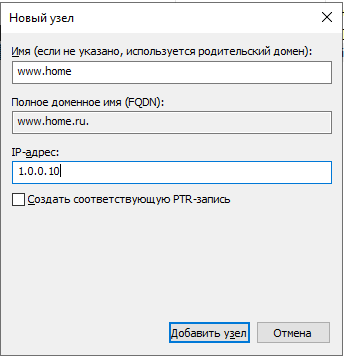 Новый узел
Имя (если не указано, используется родительский домен):
www.home
Полное доменное имя (FQDN):
www.home.ru.
IP-адрес:
1.0.0.10
Создать соответствующую PTR-запись
Добавить узел
Отмена